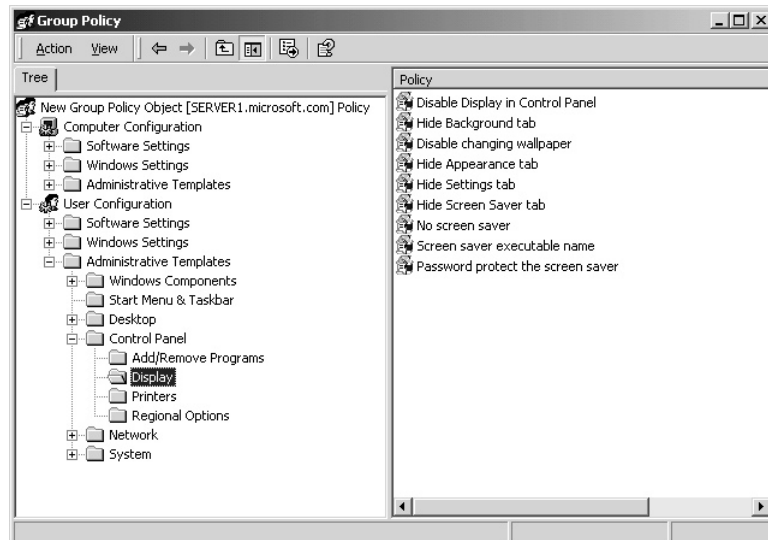 Group Policy
Action View
Tree
New Group Policy Object [SERVER1.microsoft.com] Policy
Computer Configuration
Software Settings
Windows Settings
Administrative Templates
User Configuration
Software Settings
Windows Settings
Administrative Templates
Windows Components
Start Menu & Taskbar
Desktop
Control Panel
Add/Remove Programs
Display
Printers
Regional Options
Network
System
Policy
Disable Display in Control Panel
Hide Background tab
Disable changing wallpaper
Hide Appearance tab
Hide Settings tab
Hide Screen Saver tab
No screen saver
Screen saver executable name
Password protect the screen saver